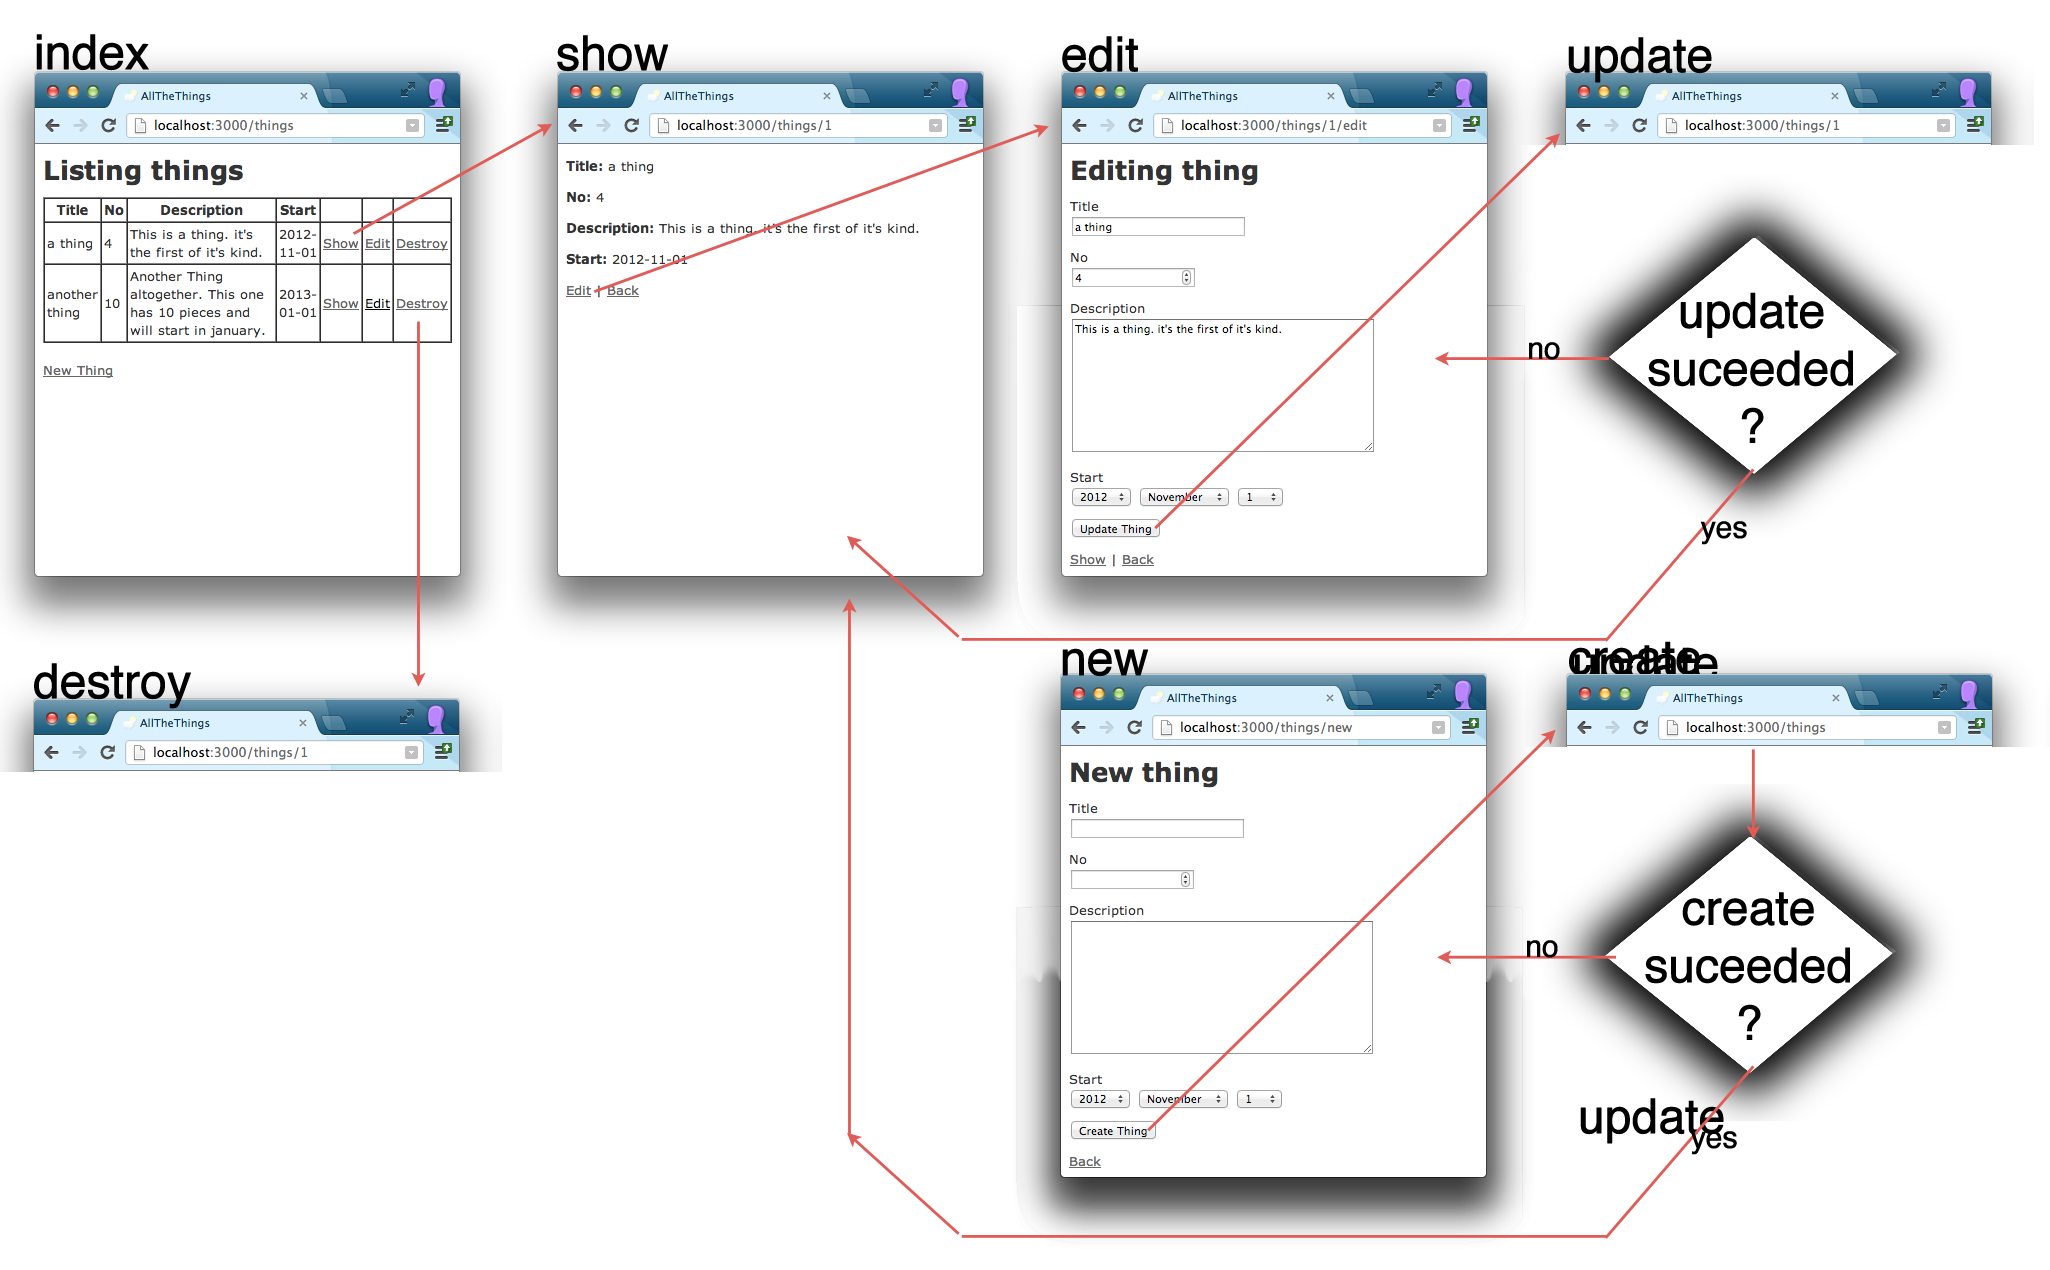 index
AllTheThings
localhost:3000/things
Listing things
Title No Description Start
a thing 4 This is a thing. it's the first of it's kind. 2012-11-01 Show Edit Destroy
another thing 10 Another Thing altogether. This one has 10 pieces and will start in january. 2013-01-01 Show Edit Destroy
New Thing
show
AllTheThings
localhost:3000/things/1
Title: a thing
No: 4
Description: This is a thing. it's the first of it's kind.
Start: 2012-11-01
Edit | Back
edit
AllTheThings
localhost:3000/things/1/edit
Editing thing
Title
a thing
No
4
Description
This is a thing. it's the first of it's kind.
Start
2012 November 1
Update Thing
Show | Back
update
AllTheThings
localhost:3000/things/1
update
suceeded
?
no
yes
destroy
AllTheThings
localhost:3000/things/1
new
AllTheThings
localhost:3000/things/new
New thing
Title
No
Description
Start
2012 November 1
Create Thing
Back
create
update
AllTheThings
localhost:3000/things
create
suceeded
?
no
update
yes